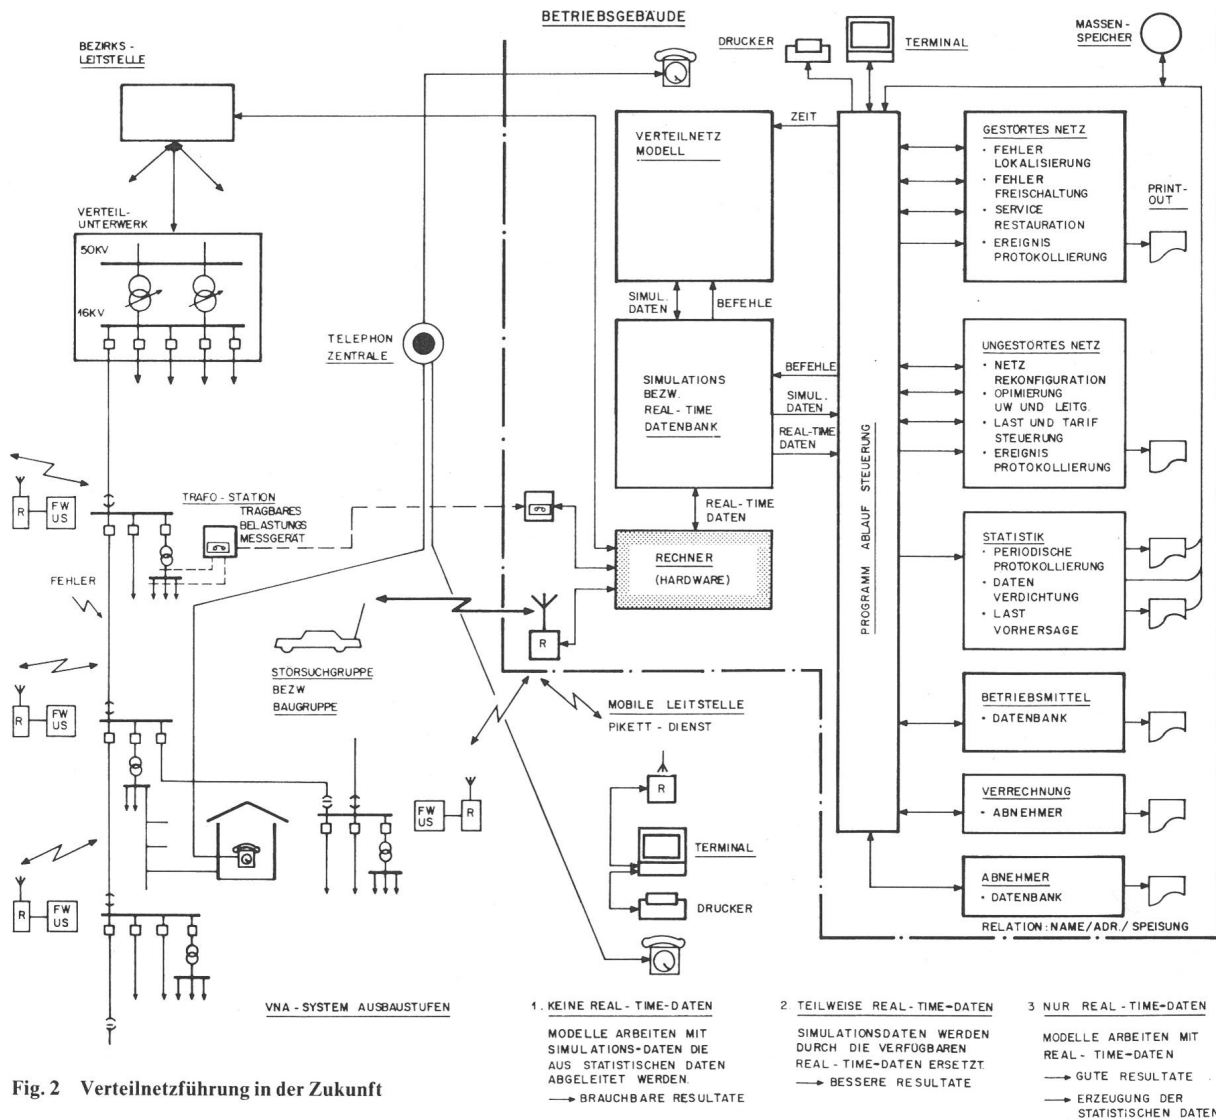 BETRIEBSGEBÄUDE
BEZIRKS-
LEITSTELLE
DRUCKER
TERMINAL
MASSEN-
SPEICHER
ZEIT
VERTEILNETZ
MODELL
GESTÖRTES NETZ
• FEHLER
LOKALISIERUNG
• FEHLER
FREISCHALTUNG
• SERVICE
RESTAURATION
• EREIGNIS
PROTOKOLLIERUNG
PRINT-
OUT
VERTEIL-
UNTERWERK
50KV
16KV
SIMUL.
DATEN
BEFEHLE
TELEPHON
ZENTRALE
SIMULATIONS
BEZW.
REAL-TIME
DATENBANK
BEFEHLE
SIMUL.
DATEN
REAL-TIME
DATEN
PROGRAMM ABLAUF STEUERUNG
UNGESTÖRTES NETZ
• NETZ
REKONFIGURATION
• OPIMIERUNG
UW UND LEITG.
• LAST UND TARIF
STEUERUNG
• EREIGNIS
PROTOKOLLIERUNG
R
FW
US
TRAFO-STATION
TRAGBARES
BELASTUNGS
MESSGERÄT
REAL-TIME
DATEN
RECHNER
(HARDWARE)
STATISTIK
• PERIODISCHE
PROTOKOLLIERUNG
• DATEN
VERDICHTUNG
• LAST
VORHERSAGE
FEHLER
R
STÖRSUCHGRUPPE
BEZW
BAUGRUPPE
R
FW
US
MOBILE LEITSTELLE
PIKETT-DIENST
BETRIEBSMITTEL
• DATENBANK
R
FW
US
R
VERRECHNUNG
• ABNEHMER
TERMINAL
DRUCKER
ABNEHMER
• DATENBANK
RELATION: NAME/ADR./SPEISUNG
R
FW
US
VNA-SYSTEM AUSBAUSTUFEN
1. KEINE REAL-TIME-DATEN
MODELLE ARBEITEN MIT
SIMULATIONS-DATEN DIE
AUS STATISTISCHEN DATEN
ABGELEITET WERDEN.
→ BRAUCHBARE RESULTATE
2. TEILWEISE REAL-TIME-DATEN
SIMULATIONSDATEN WERDEN
DURCH DIE VERFÜGBAREN
REAL-TIME-DATEN ERSETZT.
→ BESSERE RESULTATE
3 NUR REAL-TIME-DATEN
MODELLE ARBEITEN MIT
REAL-TIME-DATEN
→ GUTE RESULTATE
→ ERZEUGUNG DER
STATISTISCHEN DATEN
Fig. 2 Verteilnetzführung in der Zukunft